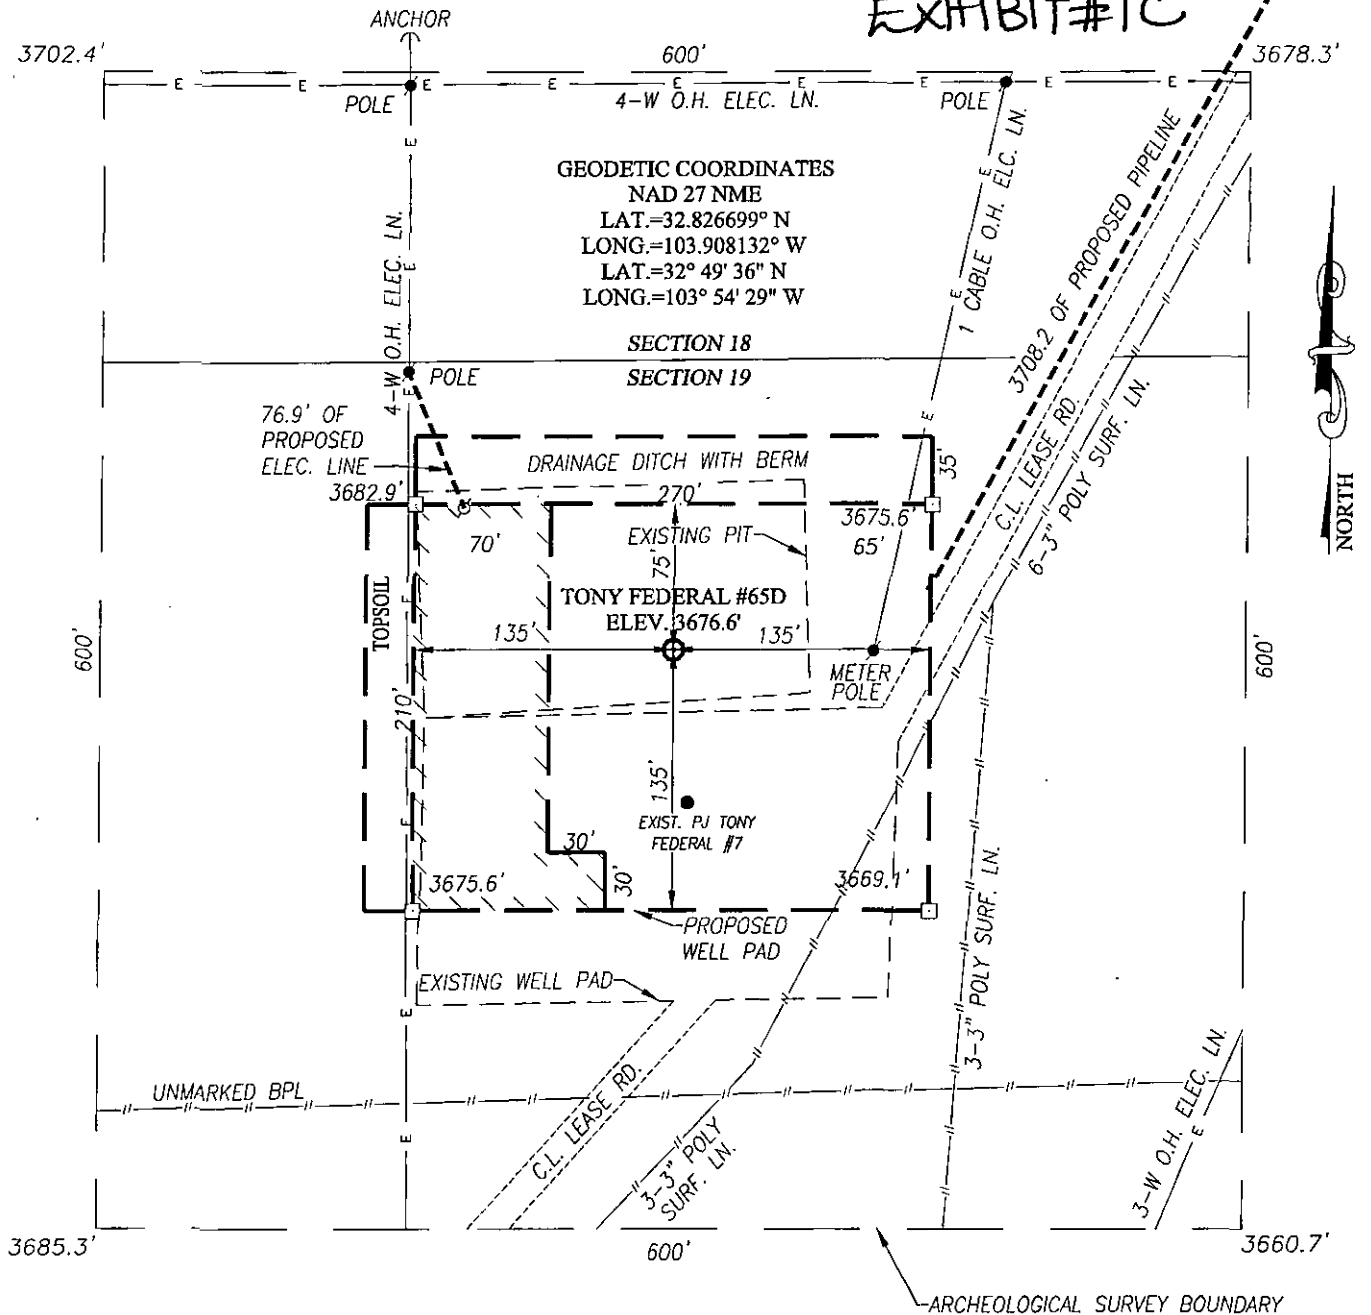 EXHIBIT #1C
ANCHOR
3702.4'
600'
3678.3'
E E E E E E E E
POLE
4-W O.H. ELEC. LN.
POLE
GEODETIC COORDINATES
NAD 27 NME
LAT.=32.826699° N
LONG.=103.908132° W
LAT.=32° 49' 36" N
LONG.=103° 54' 29" W
4-W O.H. ELEC. LN.
1 CABLE O.H. ELC. LN.
3708.2 OF PROPOSED PIPELINE
C.L. LEASE RD.
6-3" POLY SURF. LN.
NORTH
SECTION 18
SECTION 19
POLE
76.9' OF
PROPOSED
ELEC. LINE
DRAINAGE DITCH WITH BERM
35'
3682.9'
270'
3675.6'
70'
EXISTING PIT
65'
75'
TONY FEDERAL #65D
ELEV. 3676.6'
TOPSOIL
135'
135'
600'
600'
METER
POLE
210'
135'
EXIST. PJ TONY
FEDERAL #7
30'
30'
3675.6'
3669.1'
PROPOSED
WELL PAD
EXISTING WELL PAD
3-3" POLY SURF. LN.
UNMARKED BPL
C.L. LEASE RD.
3-3" POLY
SURF. LN.
3-W O.H. ELEC. LN.
3685.3'
600'
3660.7'
ARCHEOLOGICAL SURVEY BOUNDARY